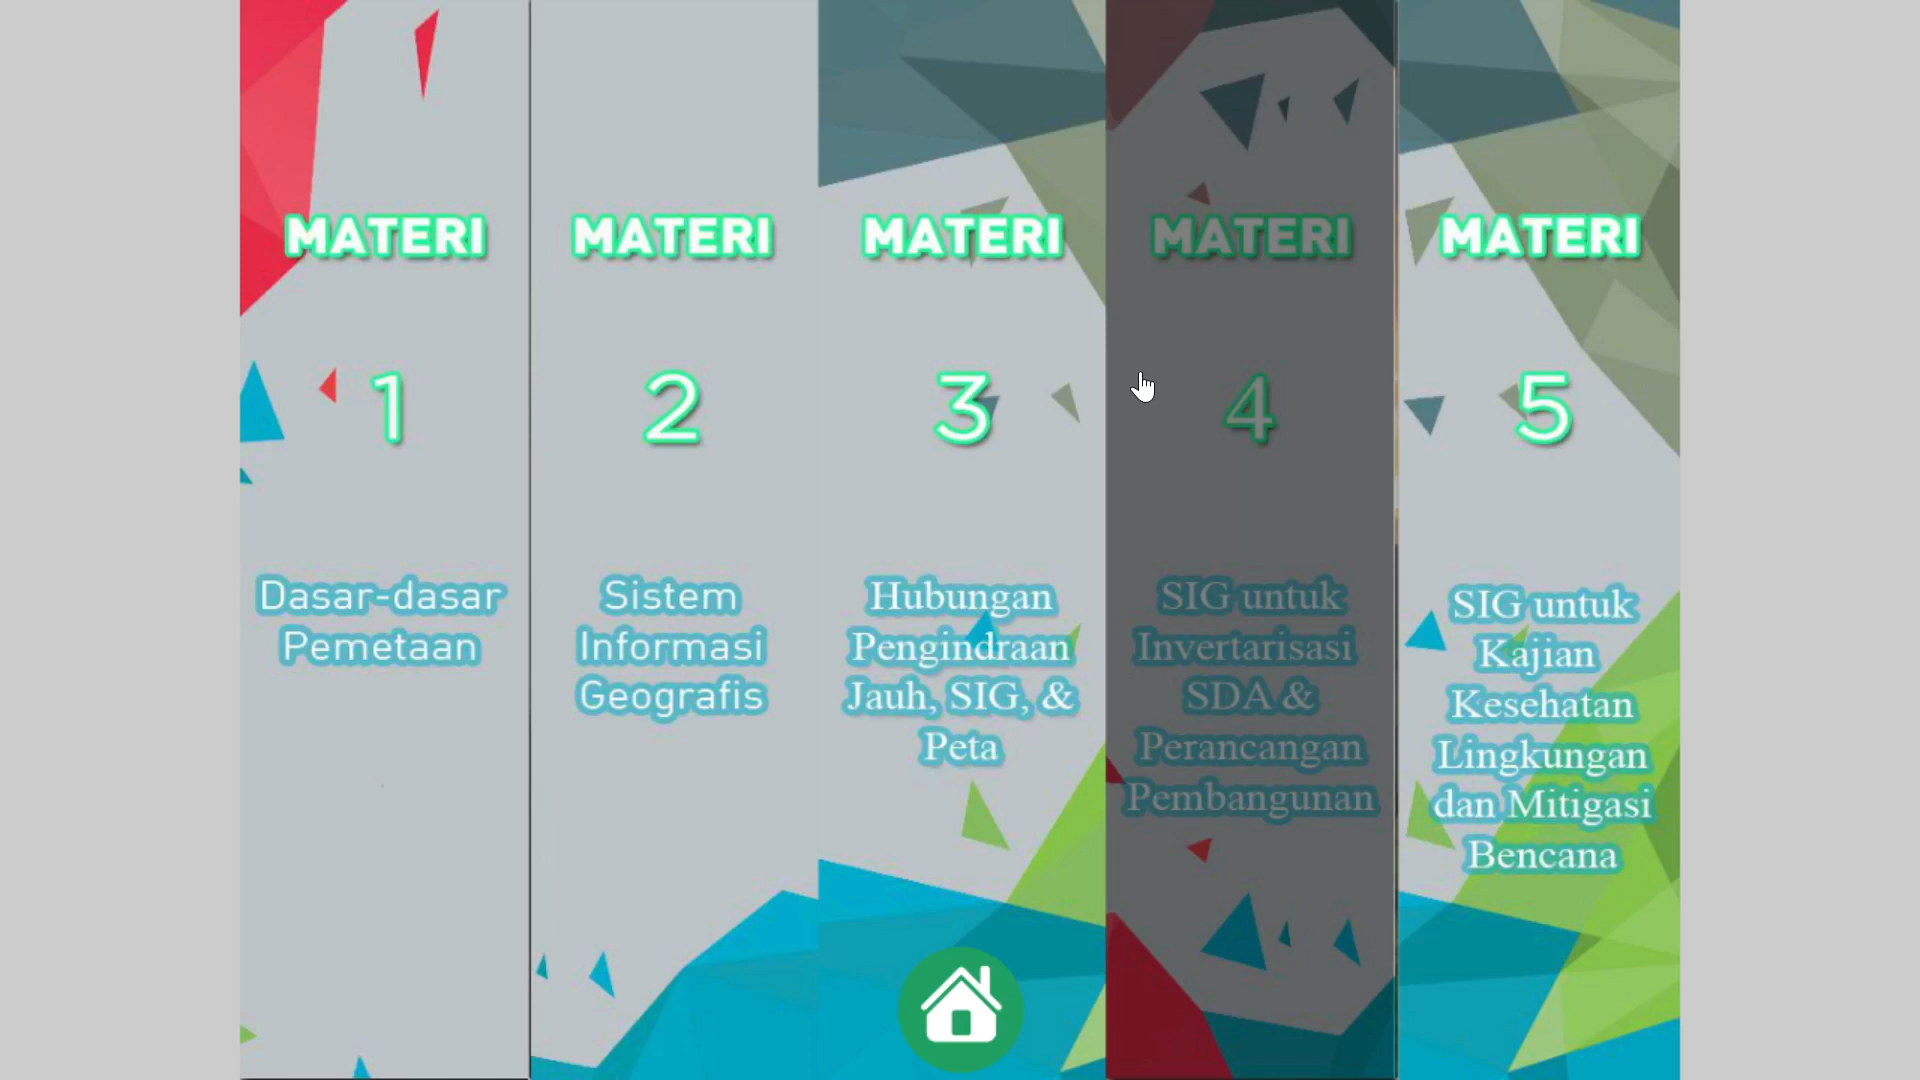 MATERI
1
Dasar-dasar
Pemetaan
MATERI
2
Sistem
Informasi
Geografis
MATERI
3
Hubungan
Pengindraan
Jauh, SIG, &
Peta
MATERI
4
SIG untuk
Invertarisasi
SDA &
Perancangan
Pembangunan
MATERI
5
SIG untuk
Kajian
Kesehatan
Lingkungan
dan Mitigasi
Bencana